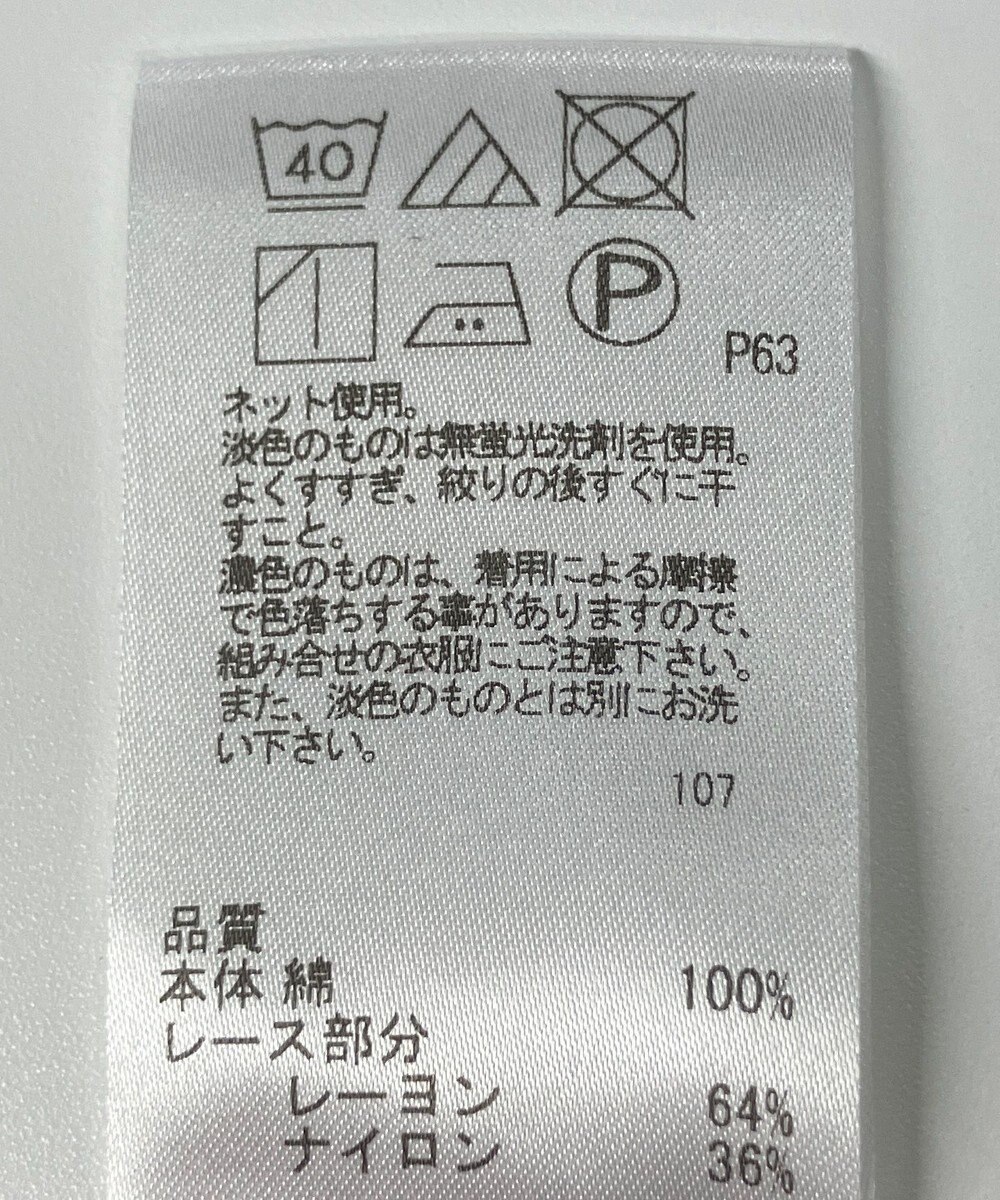 40
P
P63
ネット使用。
淡色のものは無蛍光洗剤を使用。
よくすすぎ、絞りの後すぐに干
すこと。
濃色のものは、着用による摩擦
で色落ちする事がありますので、
組み合せの衣服にご注意下さい。
また、淡色のものとは別にお洗
い下さい。
107
品質
本体 綿 100%
レース部分
レーヨン 64%
ナイロン 36%